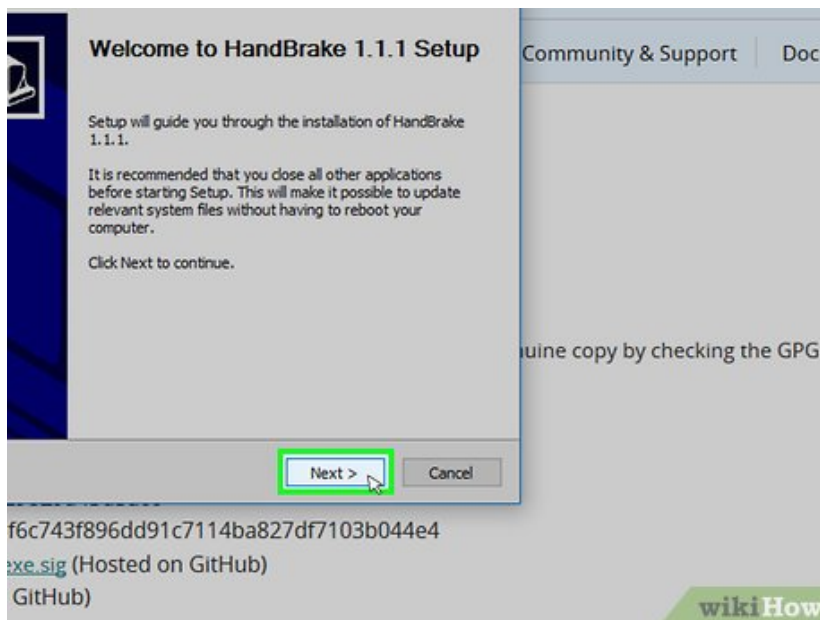 Welcome to HandBrake 1.1.1 Setup
Community & Support
Doc
Setup will guide you through the installation of HandBrake
1.1.1.
It is recommended that you close all other applications
before starting Setup. This will make it possible to update
relevant system files without having to reboot your
computer.
Click Next to continue.
uine copy by checking the GPG
Next >
Cancel
f6c743f896dd91c7114ba827df7103b044e4
exe.sig (Hosted on GitHub)
GitHub)
wikiHow